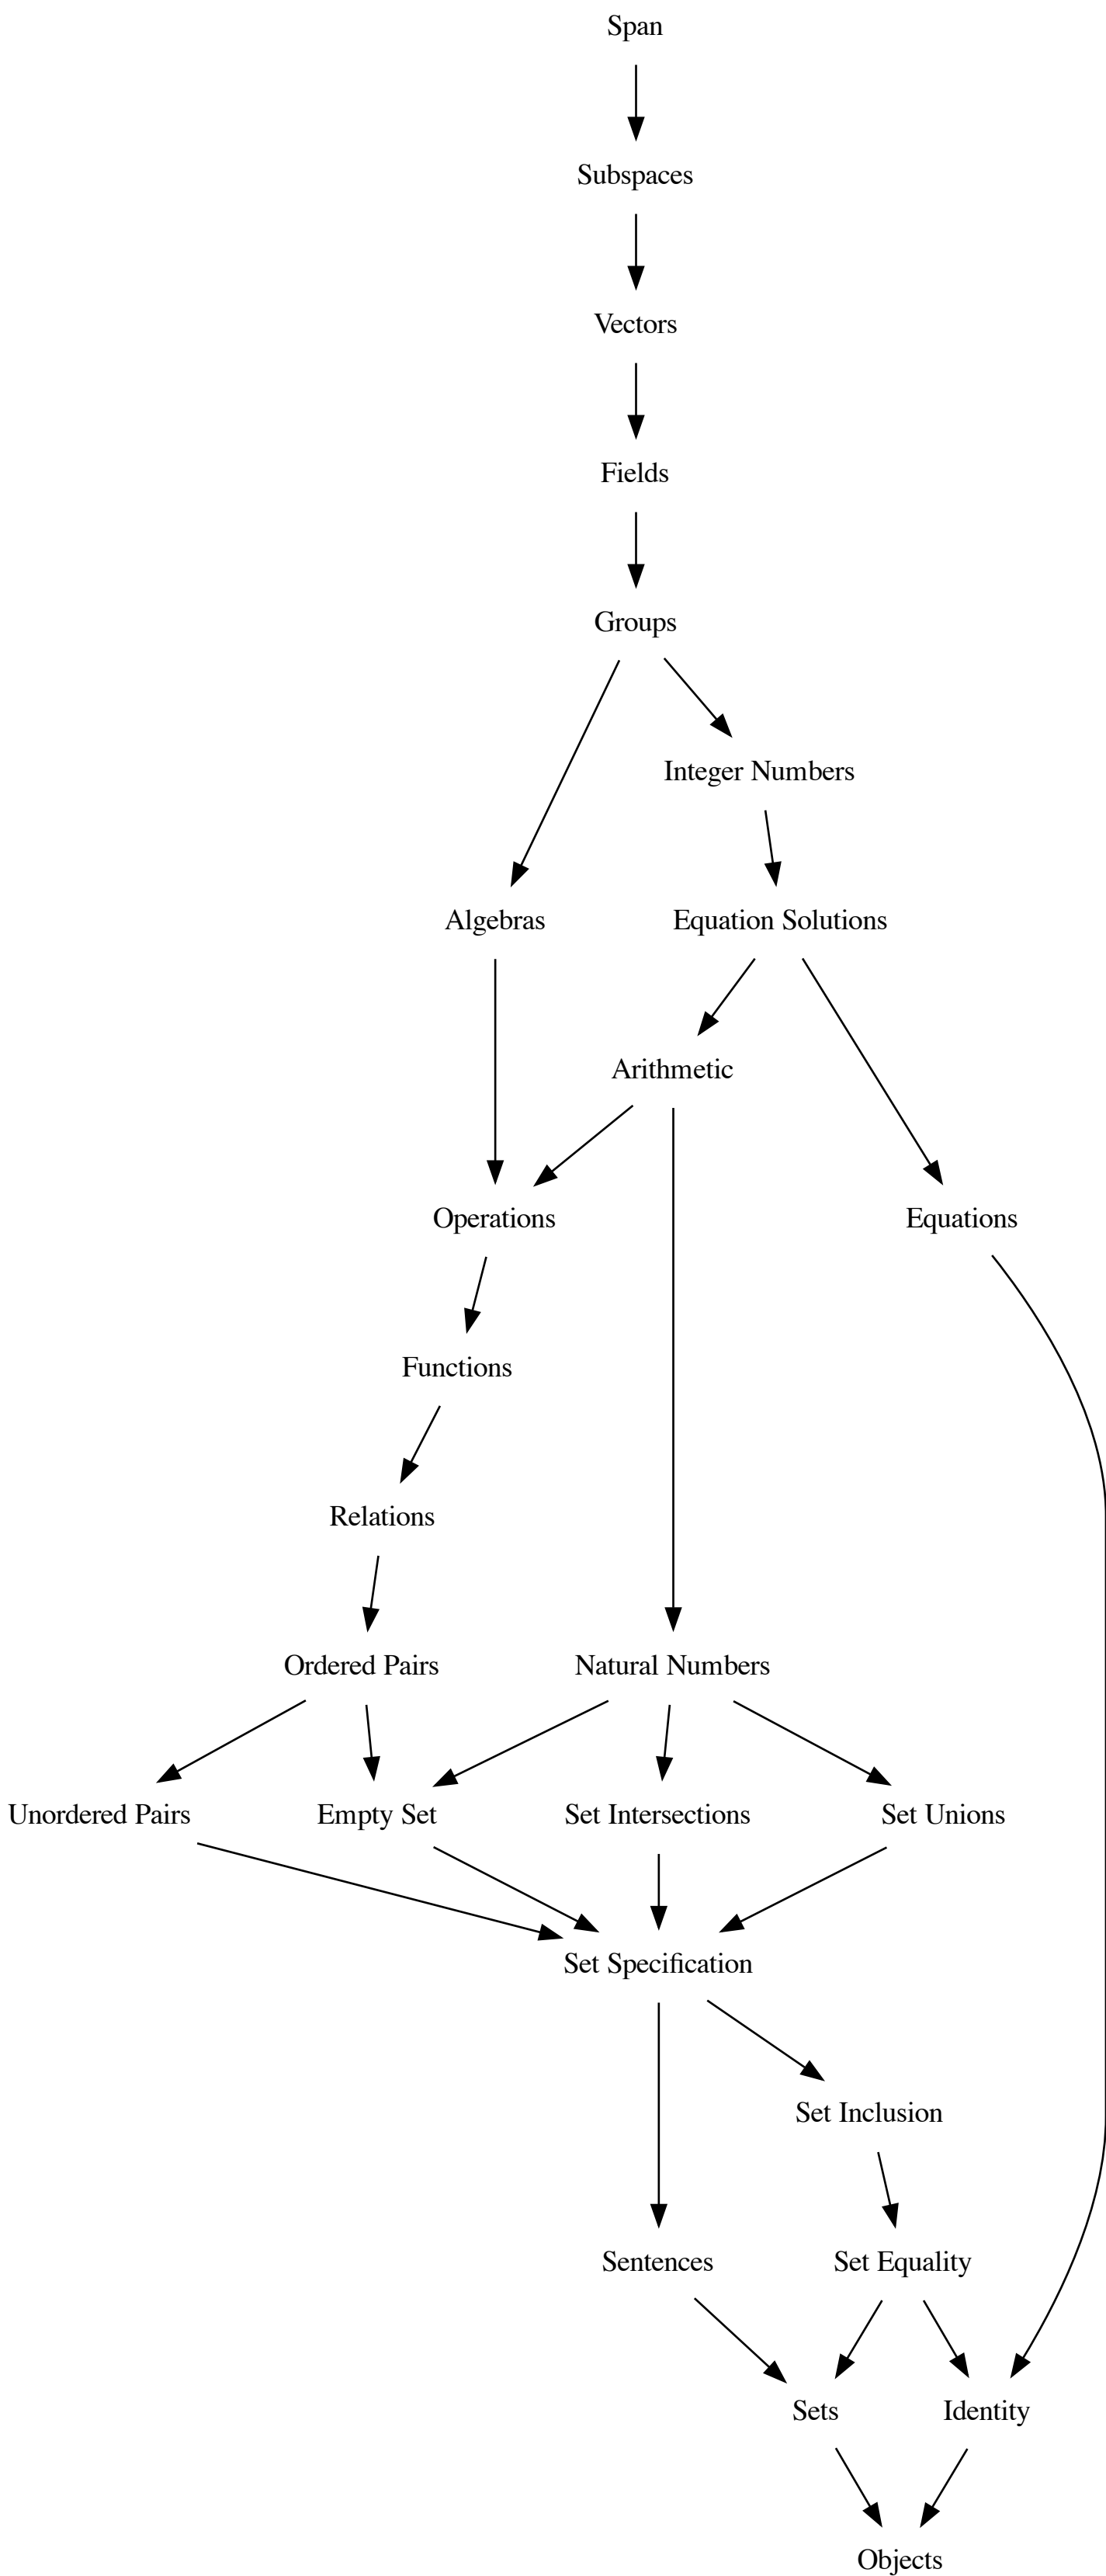 Span
Subspaces
Vectors
Fields
Groups
Integer Numbers
Algebras
Equation Solutions
Arithmetic
Operations
Equations
Functions
Relations
Ordered Pairs
Natural Numbers
Unordered Pairs
Empty Set
Set Intersections
Set Unions
Set Specification
Set Inclusion
Sentences
Set Equality
Sets
Identity
Objects